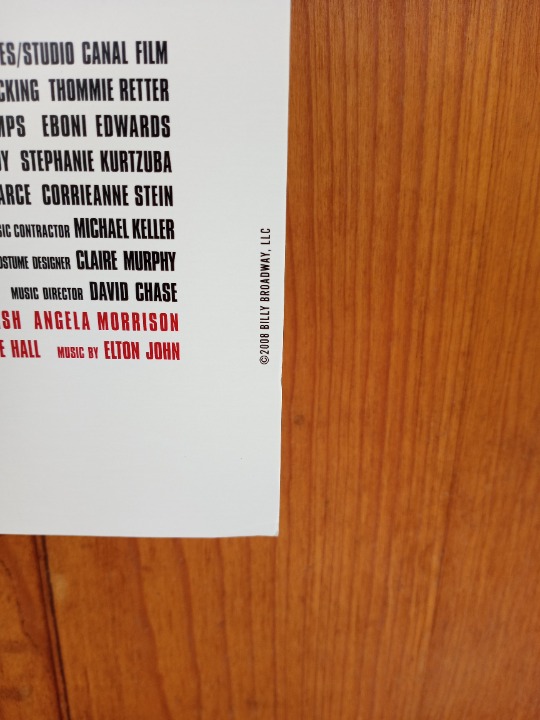 ES/STUDIO CANAL FILM
CKING THOMMIE RETTER
MPS EBONI EDWARDS
Y STEPHANIE KURTZUBA
ARCE CORRIEANNE STEIN
SIC CONTRACTOR MICHAEL KELLER
OSTUME DESIGNER CLAIRE MURPHY
MUSIC DIRECTOR DAVID CHASE
SH ANGELA MORRISON
E HALL MUSIC BY ELTON JOHN
©2008 BILLY BROADWAY, LLC